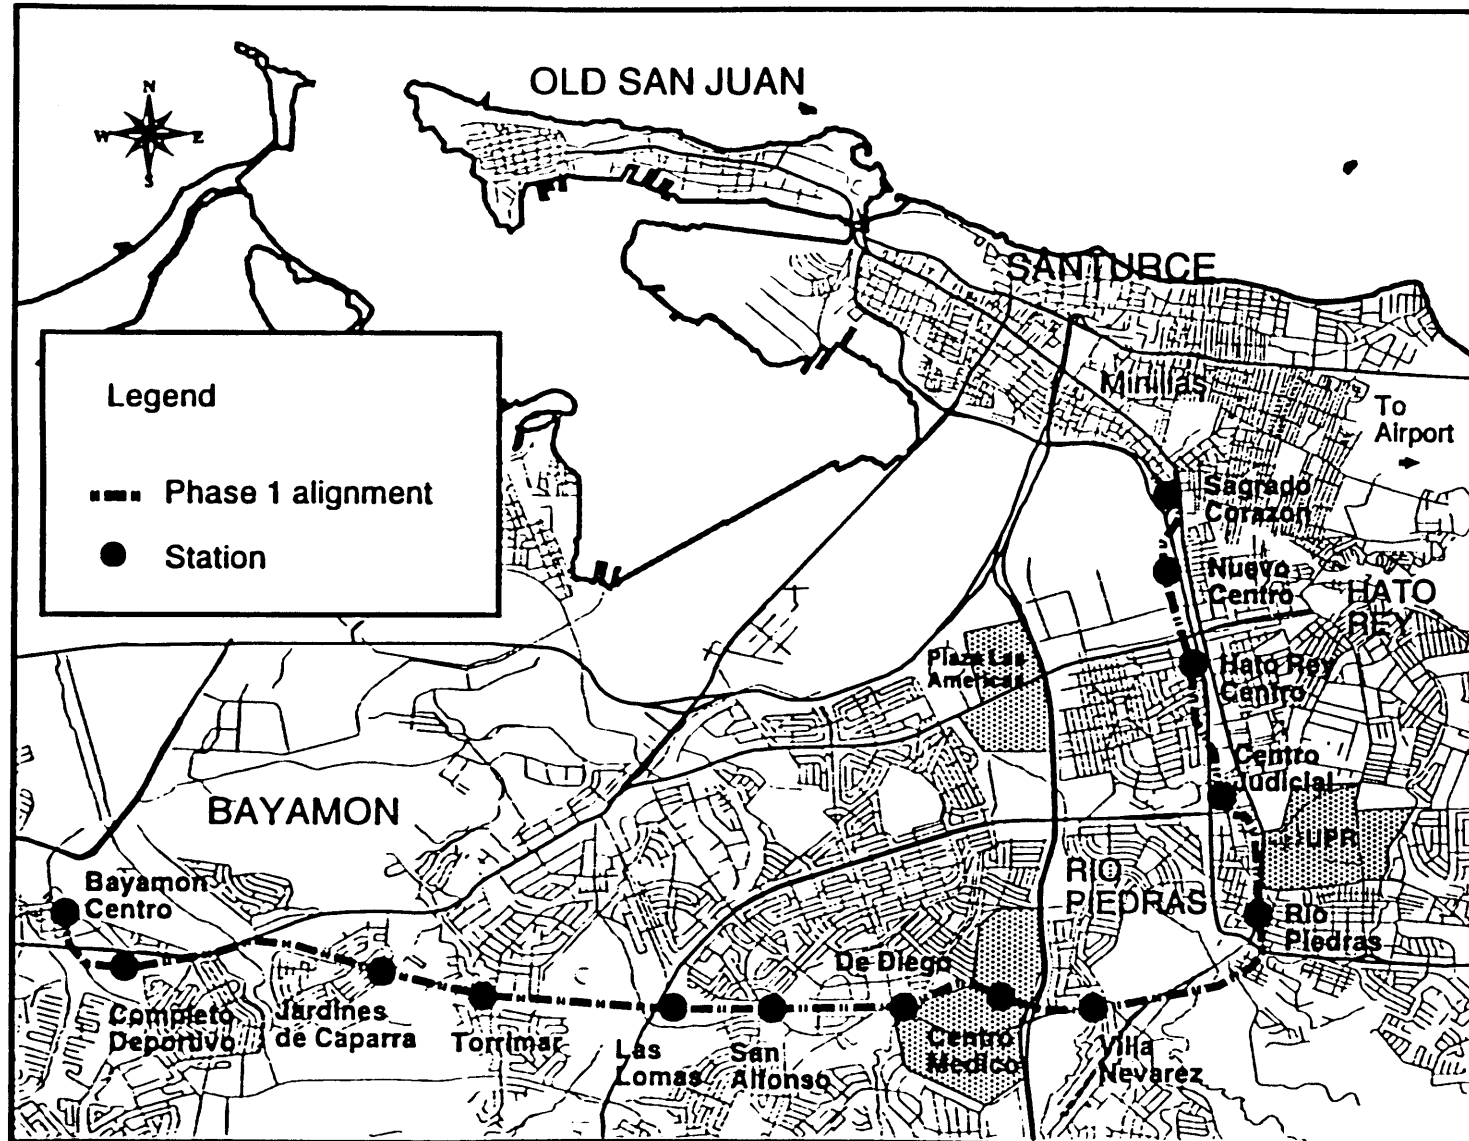 OLD SAN JUAN
N
W
E
S
SANTURCE
Minillas
To
Airport
Legend
Phase 1 alignment
Station
Sagrado
Corazon
Nuevo
Centro
HATO
REY
Plaza Las
Americas
Hato Rey
Centro
Centro
Judicial
BAYAMON
UPR
RIO
PIEDRAS
Bayamon
Centro
Rio
Piedras
De Diego
Completo
Deportivo
Jardines
de Caparra
Torrimar
Las
Lomas
San
Alfonso
Centro
Medico
Villa
Nevarez